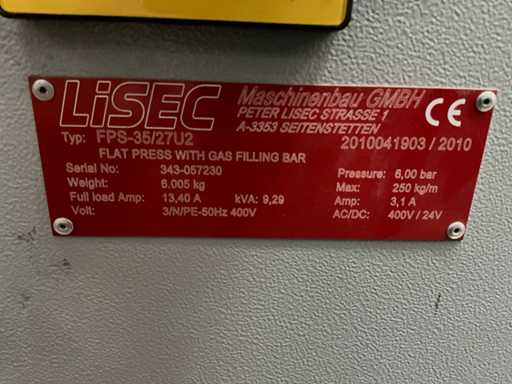 LiSEC Maschinenbau GMBH
PETER LISEC STRASSE 1
A-3353 SEITENSTETTEN
CE
Typ: FPS-35/27U2 2010041903 / 2010
FLAT PRESS WITH GAS FILLING BAR
Serial No: 343-057230 Pressure: 6,00 bar
Weight: 6.005 kg Max: 250 kg/m
Full load Amp: 13,40 A kVA: 9,29 Amp: 3,1 A
Volt: 3/N/PE-50Hz 400V AC/DC: 400V / 24V